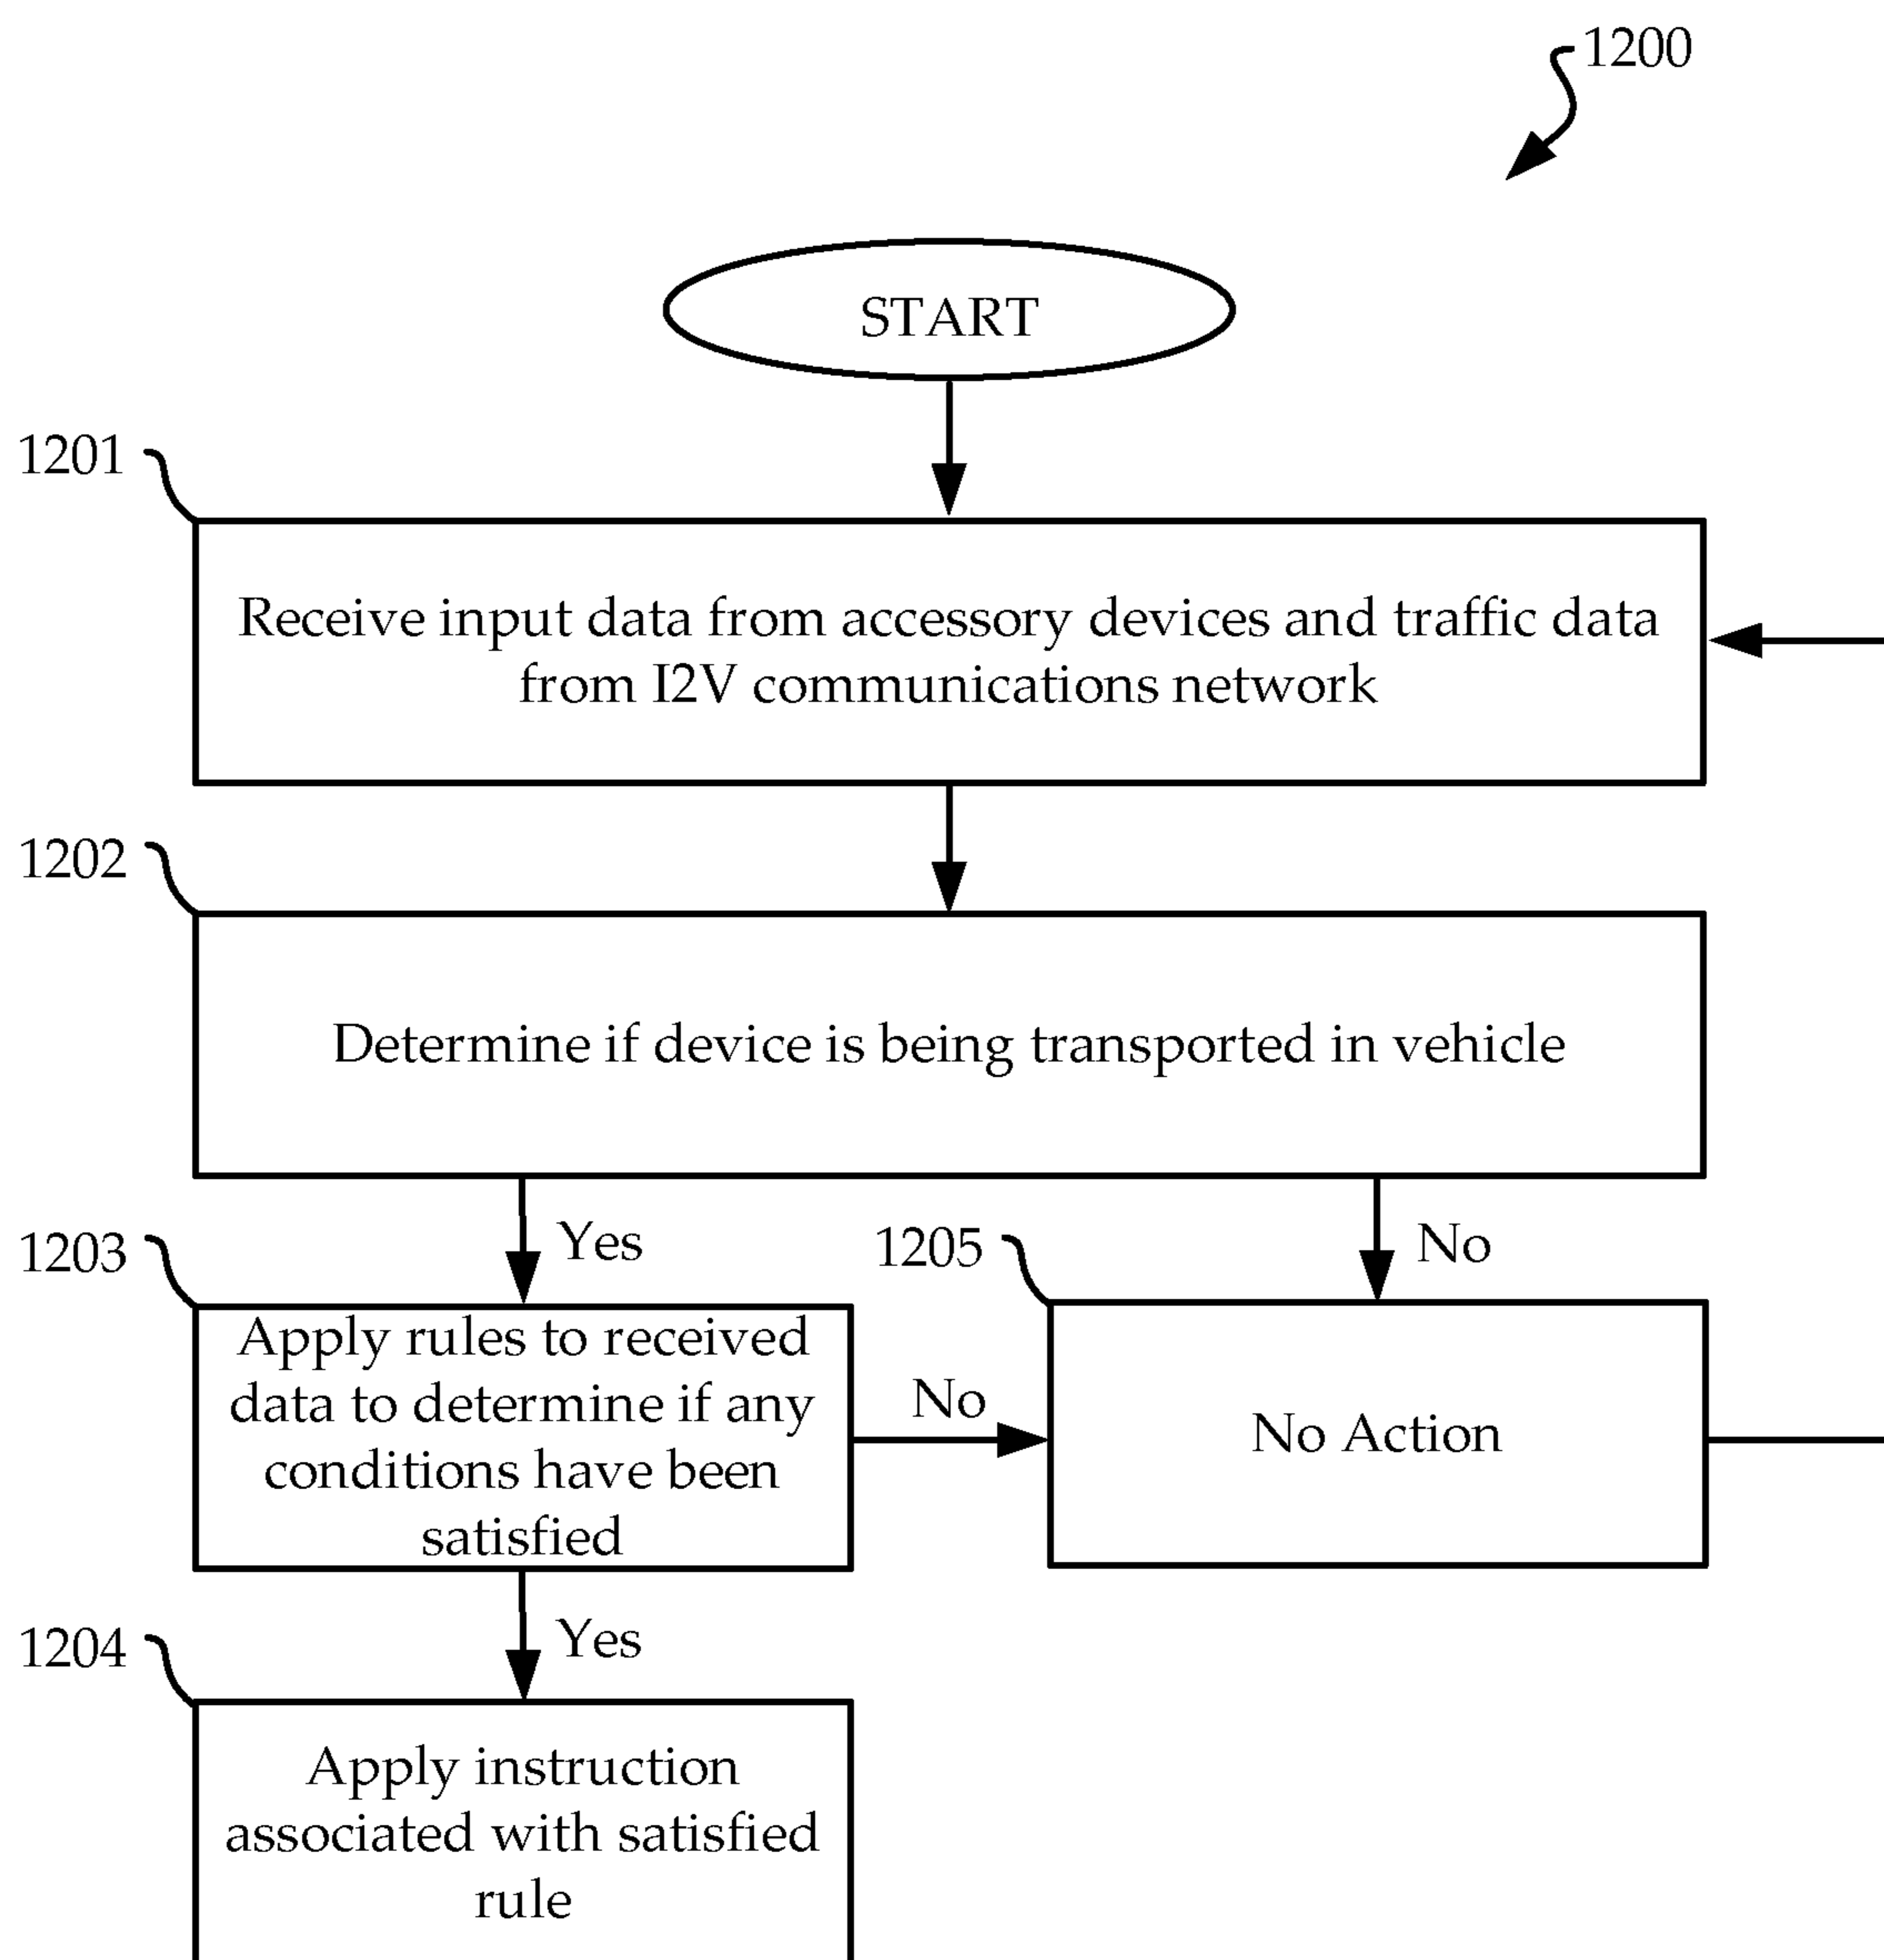 1200
START
1201
Receive input data from accessory devices and traffic data
from I2V communications network
1202
Determine if device is being transported in vehicle
Yes
No
1203
Apply rules to received
data to determine if any
conditions have been
satisfied
No
1205
No Action
Yes
1204
Apply instruction
associated with satisfied
rule